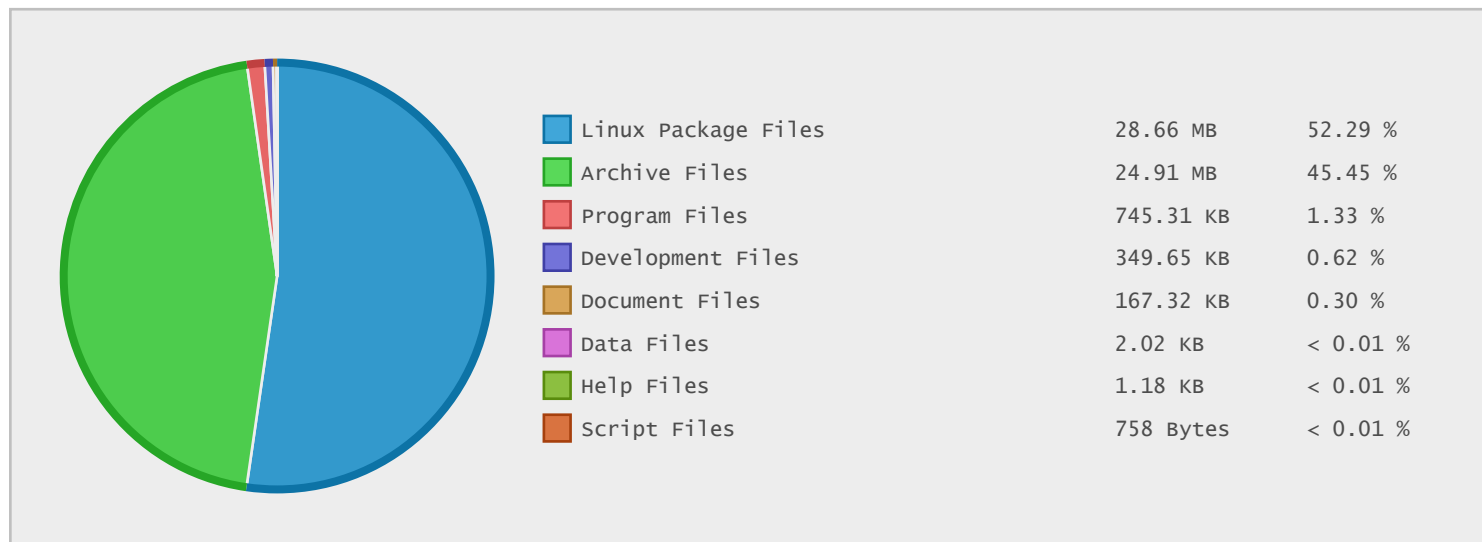 Linux Package Files 28.66 MB 52.29 %
Archive Files 24.91 MB 45.45 %
Program Files 745.31 KB 1.33 %
Development Files 349.65 KB 0.62 %
Document Files 167.32 KB 0.30 %
Data Files 2.02 KB < 0.01 %
Help Files 1.18 KB < 0.01 %
Script Files 758 Bytes < 0.01 %